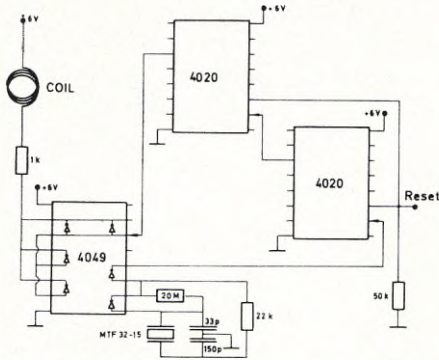 6V
+6V
4020
COIL
+6V
4020
1k
Reset
+6V
4049
20M
50k
33p
22k
MTF 32-15
150p